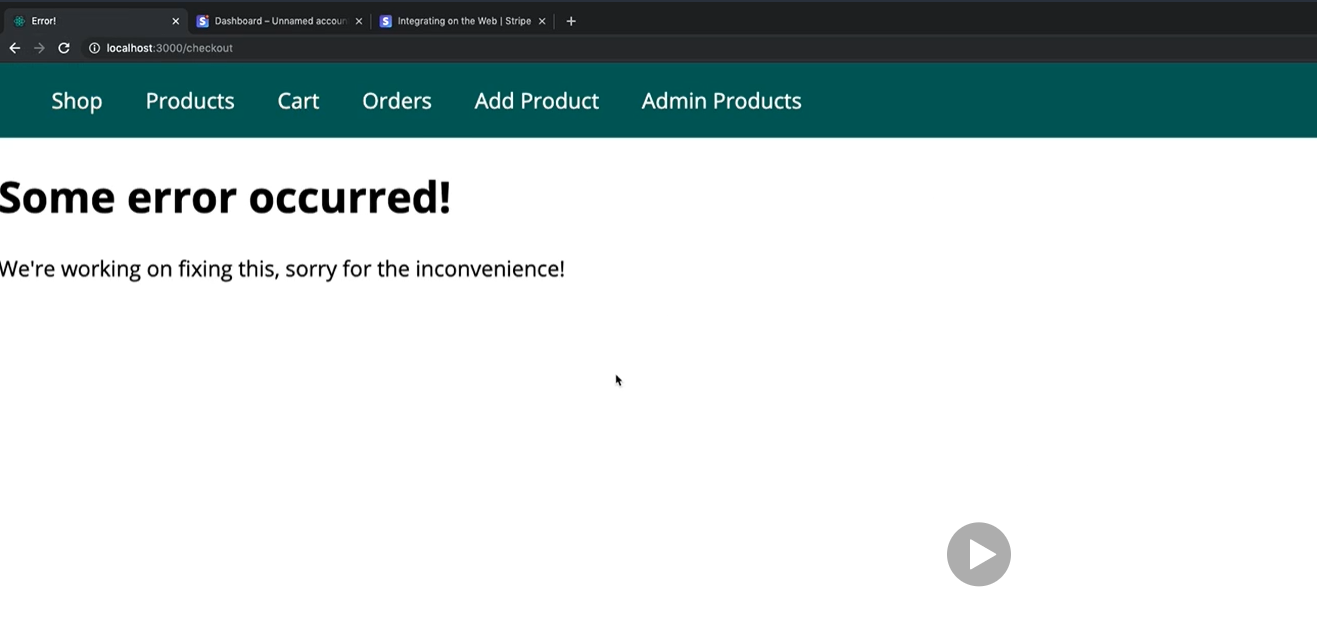 Error!
Dashboard – Unnamed accoun
Integrating on the Web | Stripe
localhost:3000/checkout
Shop Products Cart Orders Add Product Admin Products
Some error occurred!
We're working on fixing this, sorry for the inconvenience!